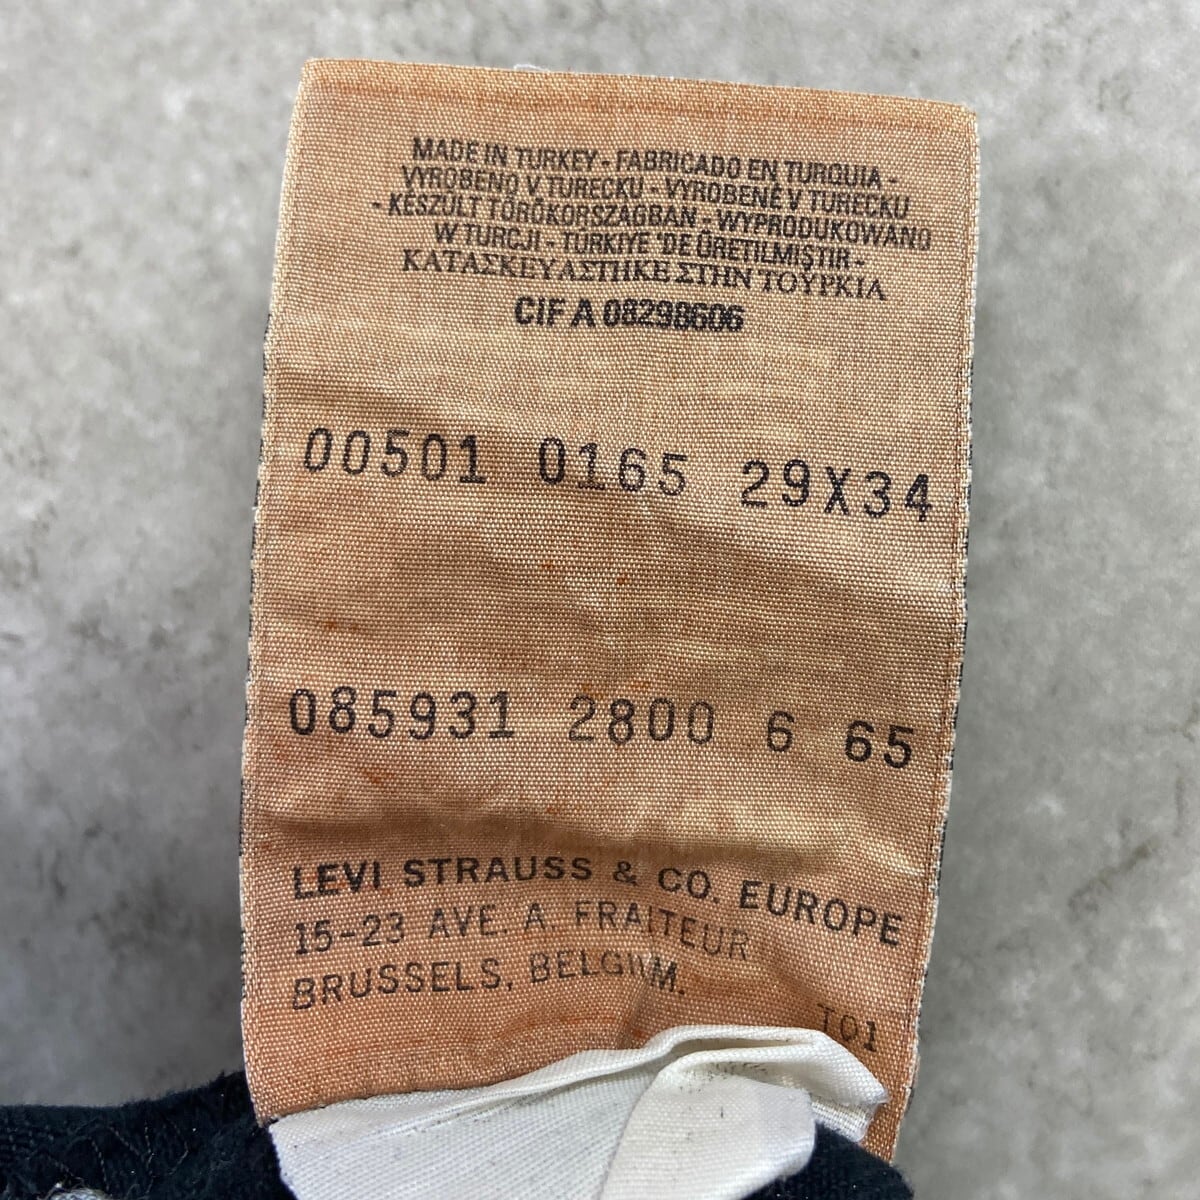 MADE IN TURKEY - FABRICADO EN TURQUIA -
VYROBENO V TURECKU - VYROBENÉ V TURECKU
- KÉSZÜLT TÖRÖKORSZAGBAN - WYPRODUKOWANO
W TURCJI - TÜRKIYE 'DE ÜRETILMIŞTIR -
ΚΑΤΑΣΚΕΥΑΣΤΗΚΕ ΣΤΗΝ ΤΟΥΡΚΙΑ
CIF A 08298606
00501 0165 29X34
085931 2800 6 65
LEVI STRAUSS & CO. EUROPE
15-23 AVE. A. FRAITEUR
BRUSSELS, BELGIUM.
T01